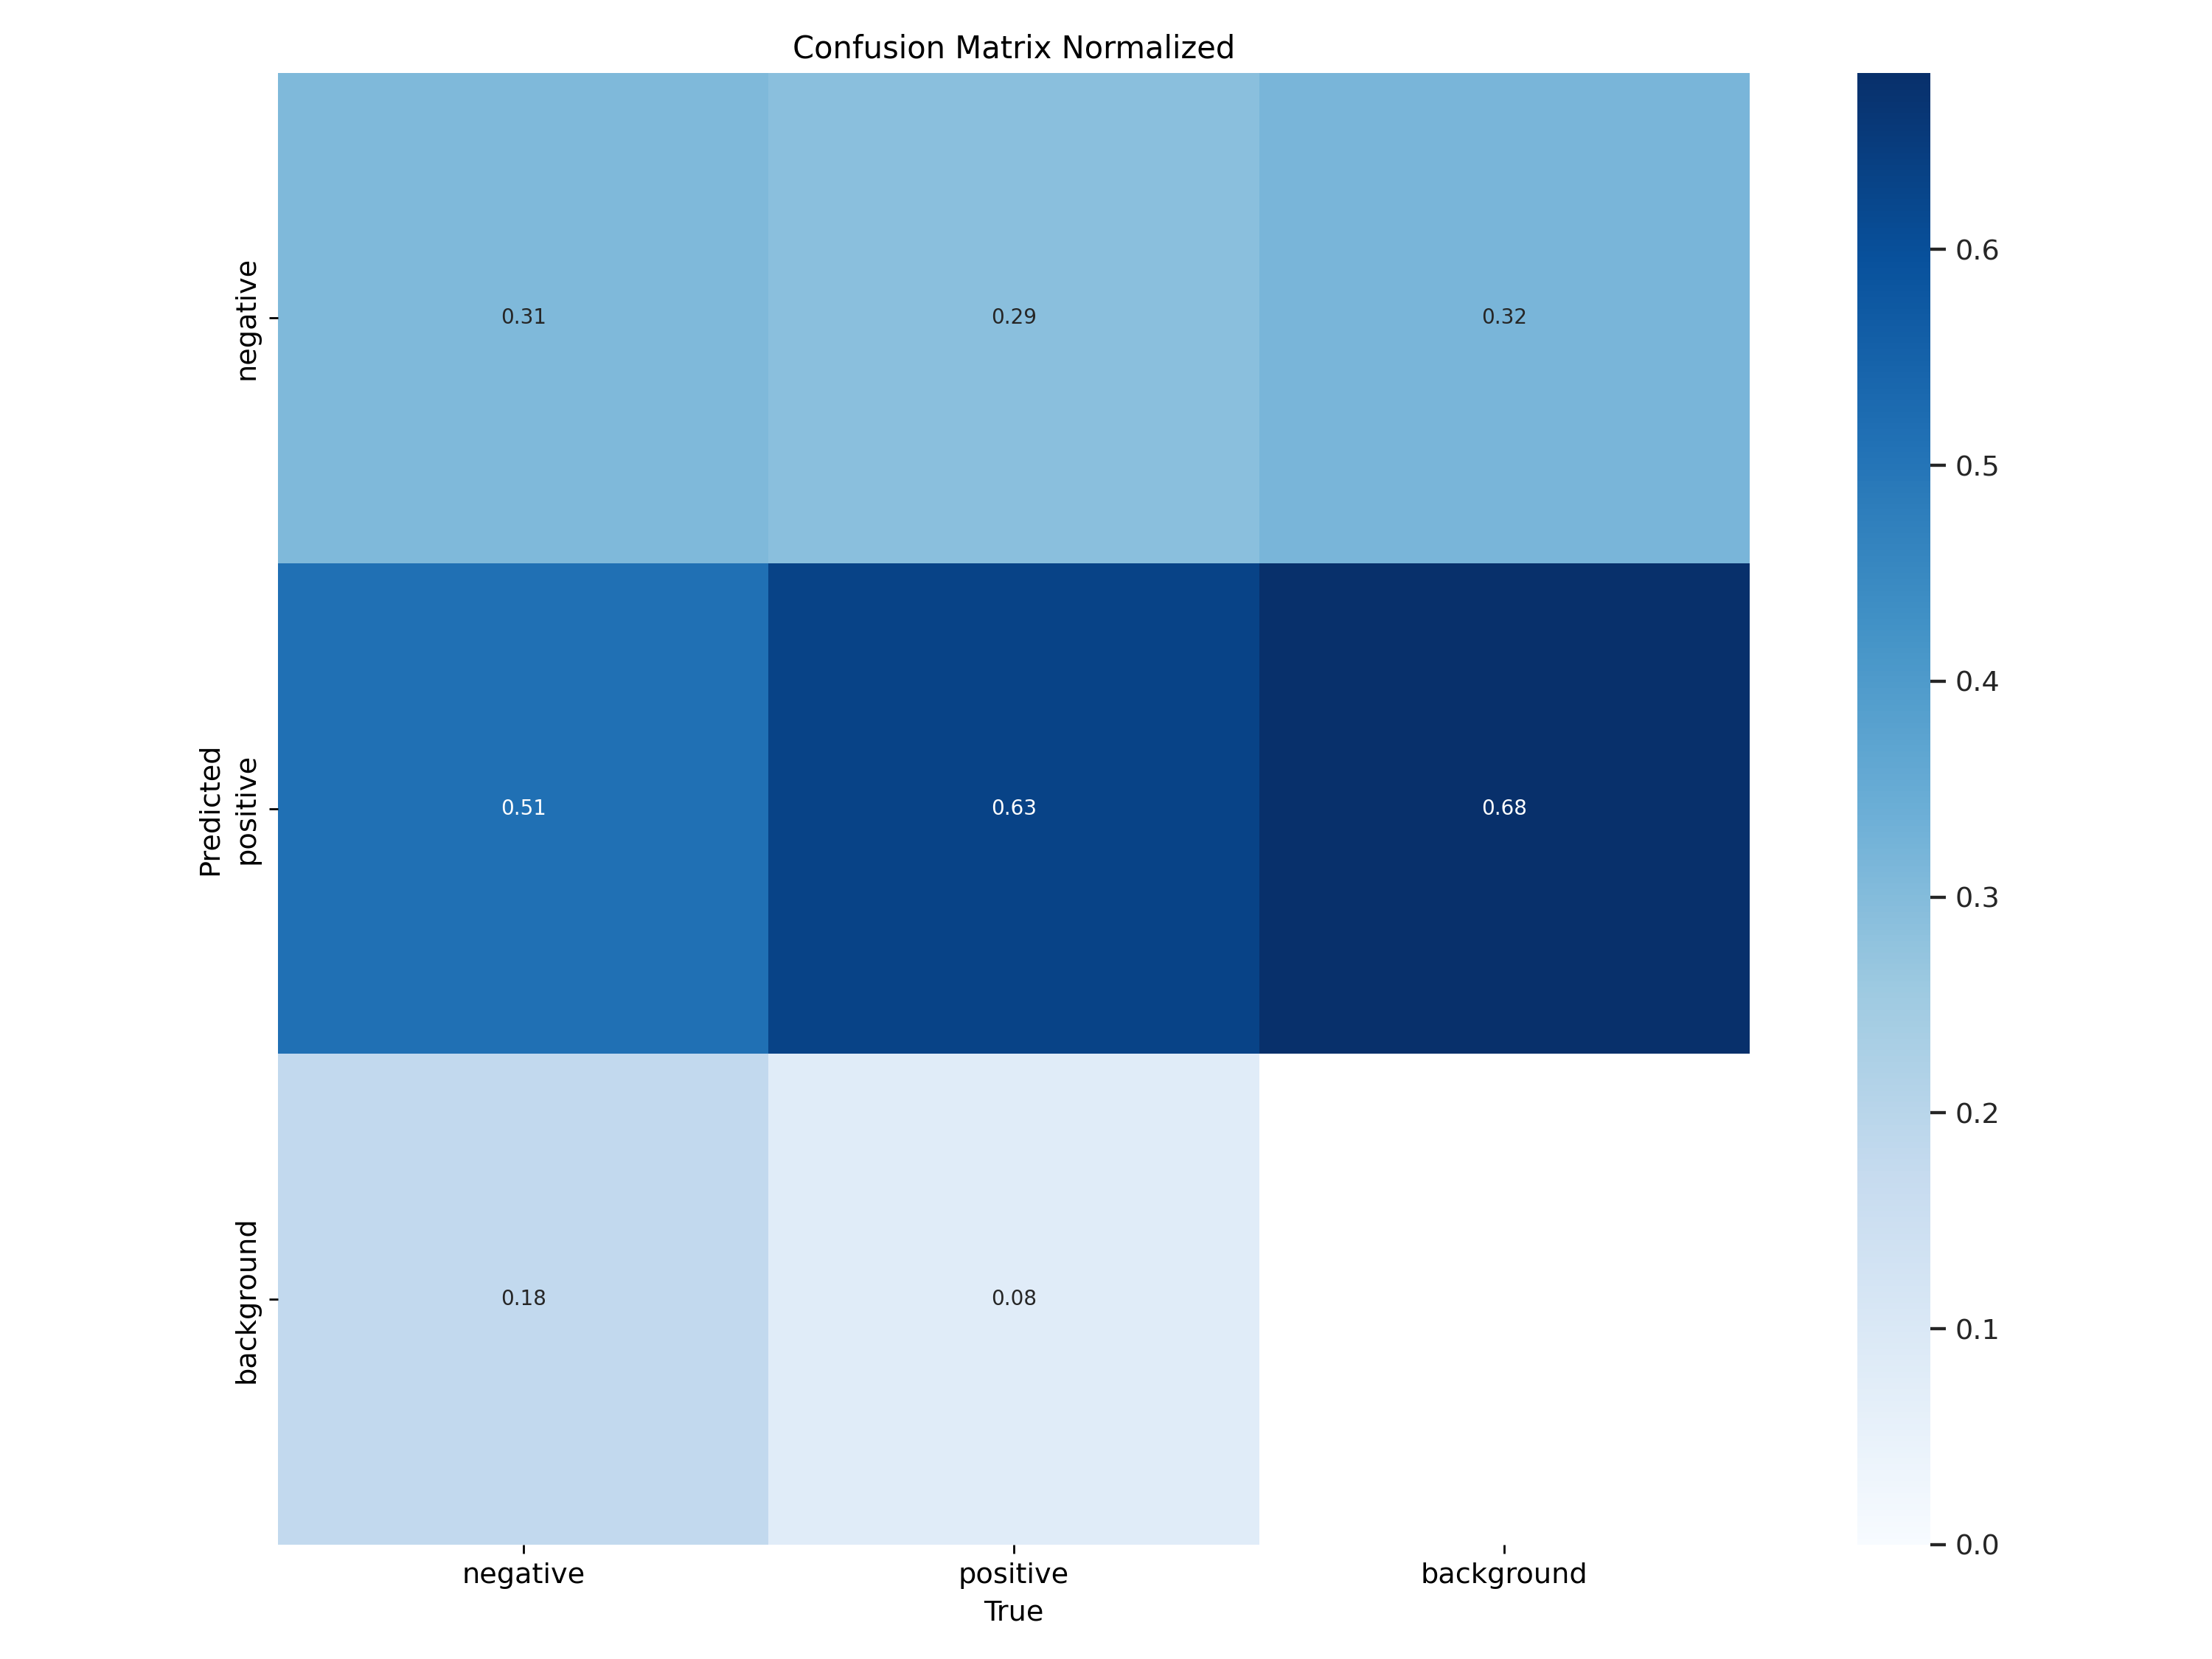 Confusion Matrix Normalized
negative
0.31 0.29 0.32
Predicted
positive
0.51 0.63 0.68
background
0.18 0.08
negative positive background
True
0.6
0.5
0.4
0.3
0.2
0.1
0.0